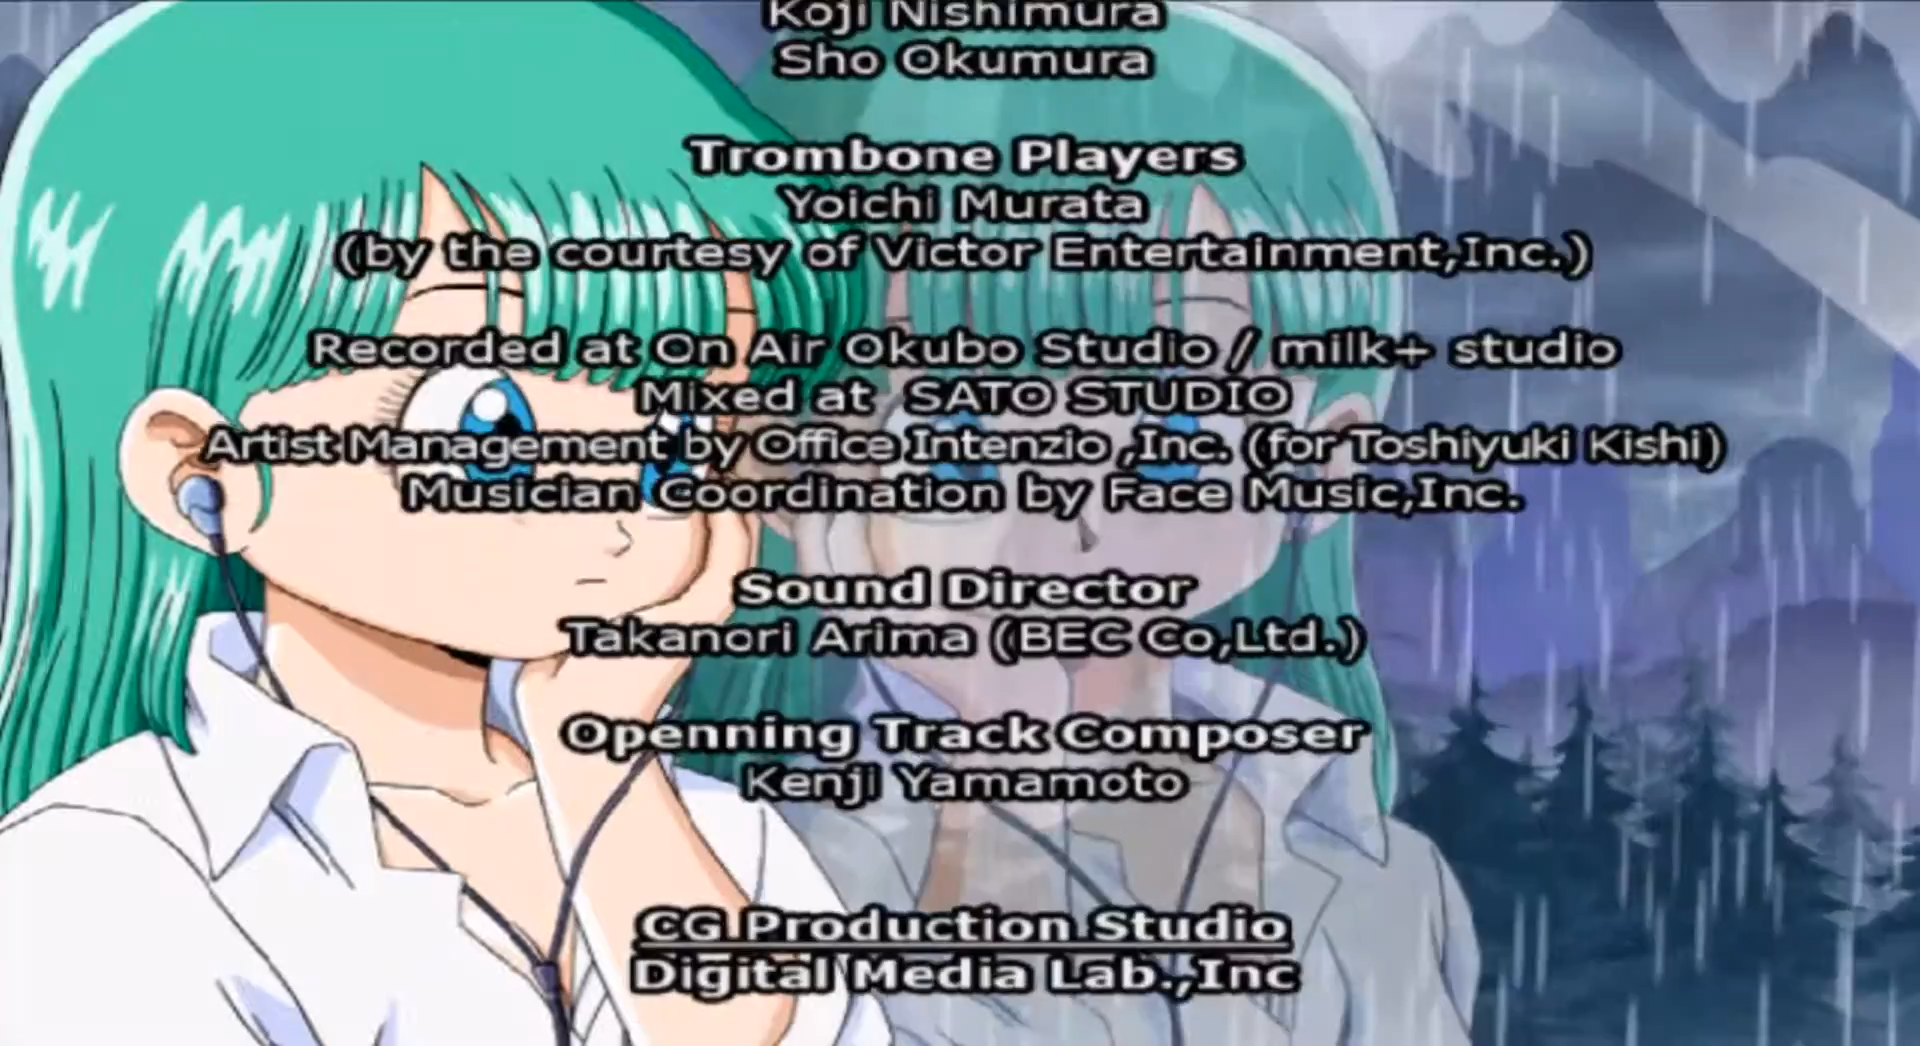 Koji Nishimura
Sho Okumura
Trombone Players
Yoichi Murata
(by the courtesy of Victor Entertainment,Inc.)
Recorded at On Air Okubo Studio / milk+ studio
Mixed at SATO STUDIO
Artist Management by Office Intenzio ,Inc. (for Toshiyuki Kishi)
Musician Coordination by Face Music,Inc.
Sound Director
Takanori Arima (BEC Co,Ltd.)
Openning Track Composer
Kenji Yamamoto
CG Production Studio
Digital Media Lab.,Inc